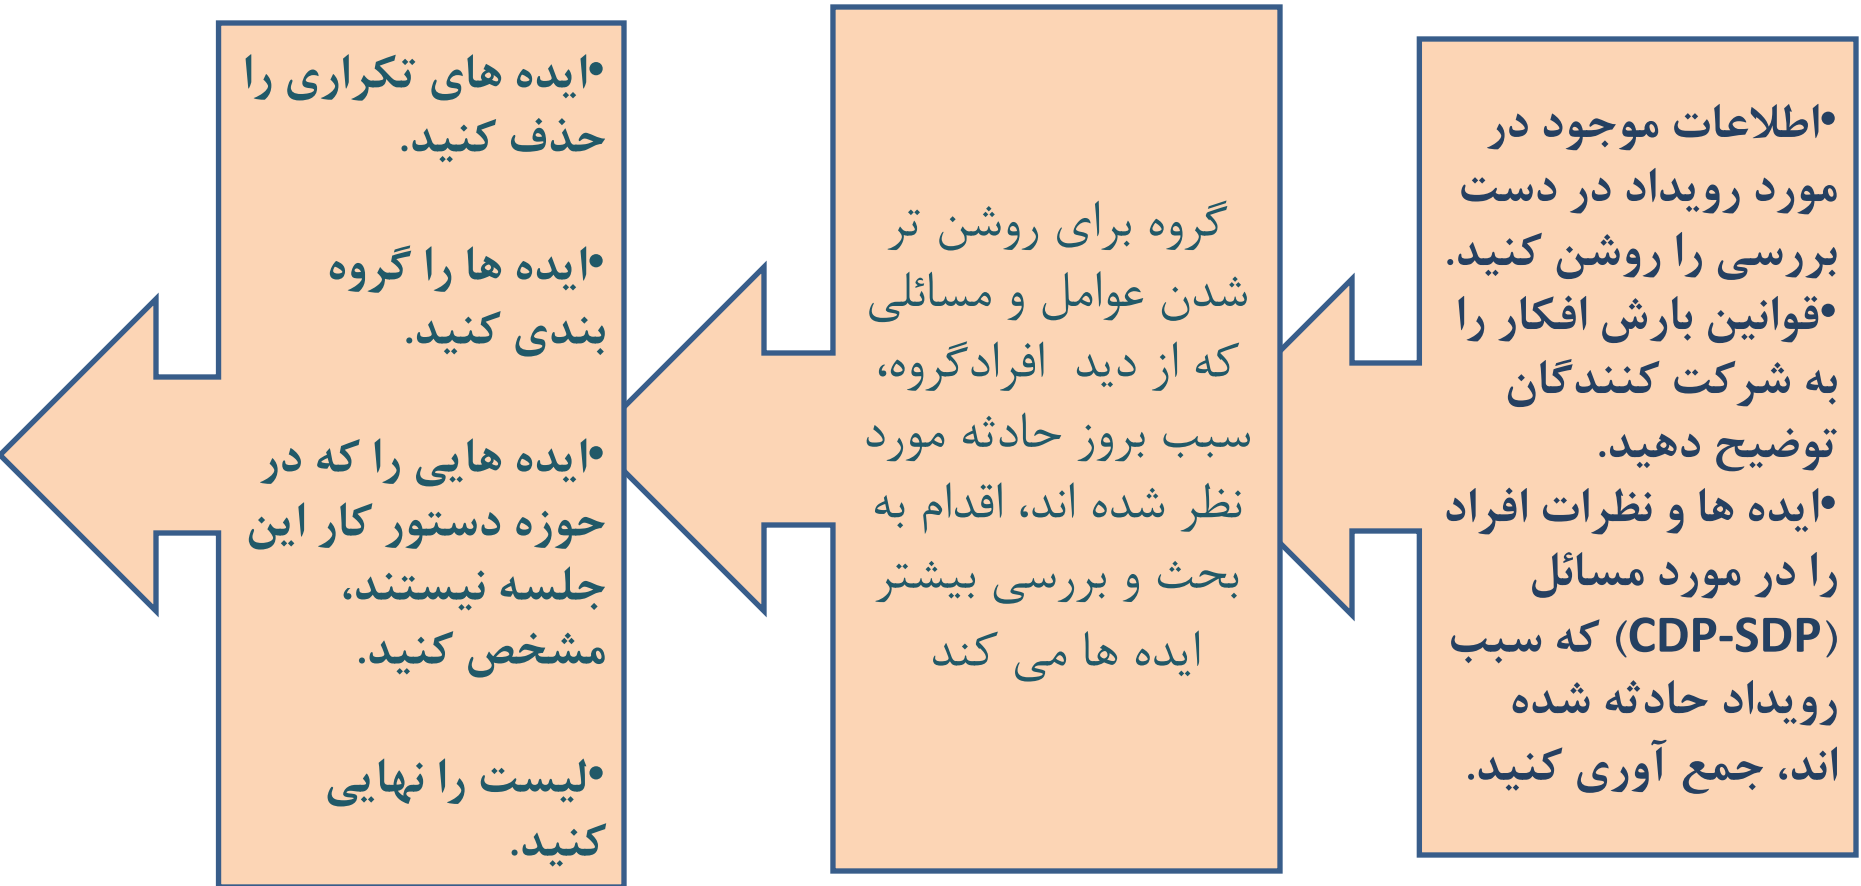 •اطلاعات موجود در
مورد رویداد در دست
بررسی را روشن کنید.
•قوانین بارش افکار را
به شرکت کنندگان
توضیح دهید.
•ایده ها و نظرات افراد
را در مورد مسائل
(CDP-SDP) که سبب
رویداد حادثه شده
اند، جمع آوری کنید.
گروه برای روشن تر
شدن عوامل و مسائلی
که از دید افرادگروه،
سبب بروز حادثه مورد
نظر شده اند، اقدام به
بحث و بررسی بیشتر
ایده ها می کند
•ایده های تکراری را
حذف کنید.
•ایده ها را گروه
بندی کنید.
•ایده هایی را که در
حوزه دستور کار این
جلسه نیستند،
مشخص کنید.
•لیست را نهایی
کنید.